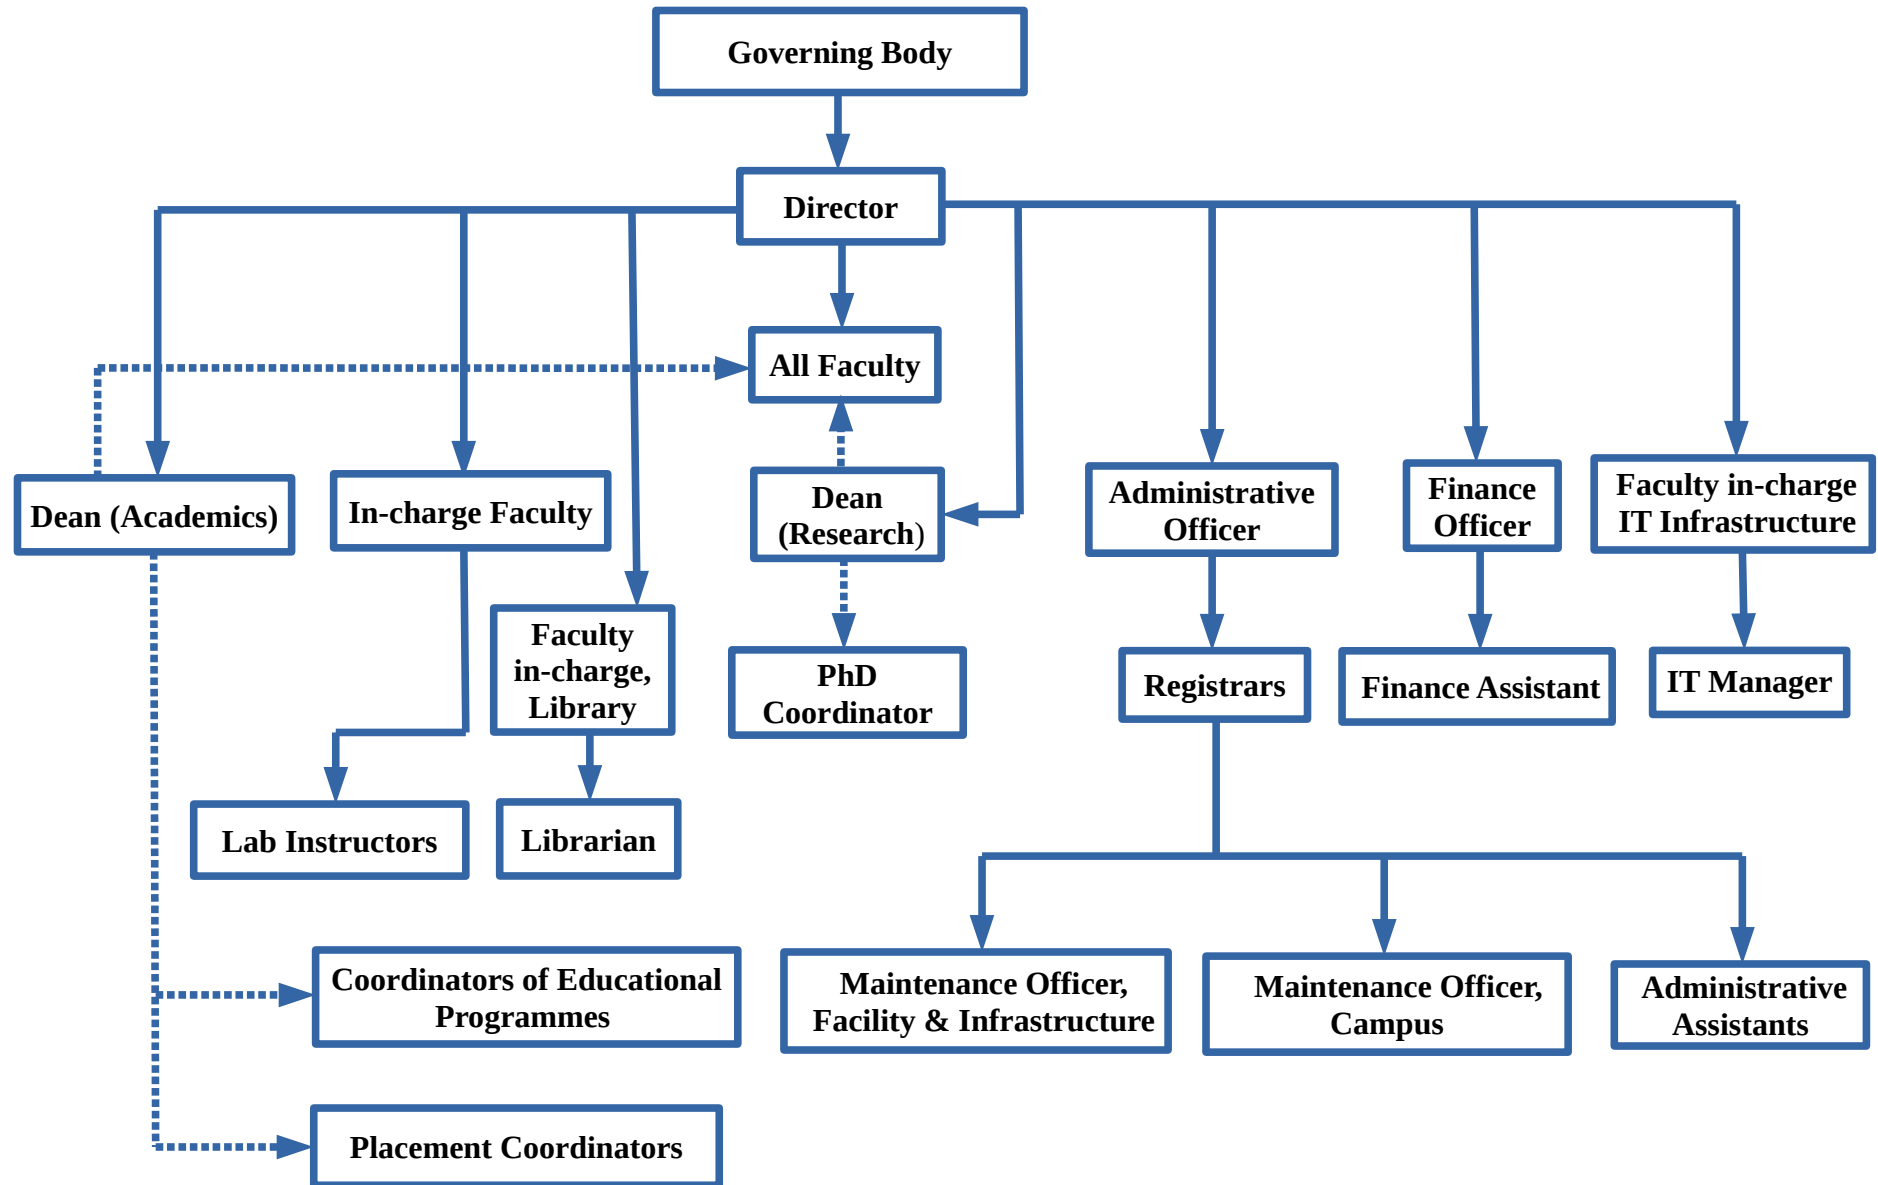 Governing Body
Director
All Faculty
Dean (Academics)
In-charge Faculty
Dean
(Research)
Administrative
Officer
Finance
Officer
Faculty in-charge
IT Infrastructure
Faculty
in-charge,
Library
PhD
Coordinator
Registrars
Finance Assistant
IT Manager
Lab Instructors
Librarian
Coordinators of Educational
Programmes
Maintenance Officer,
Facility & Infrastructure
Maintenance Officer,
Campus
Administrative
Assistants
Placement Coordinators